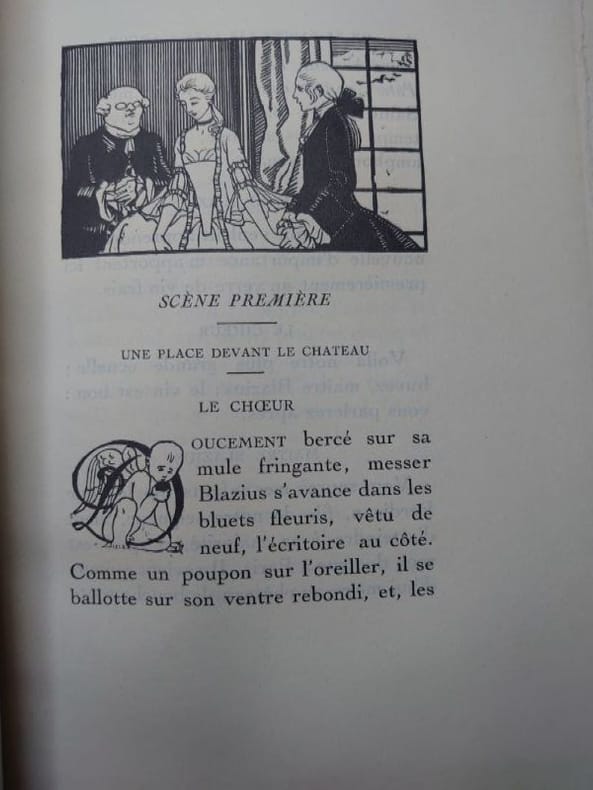 SCÈNE PREMIÈRE
UNE PLACE DEVANT LE CHATEAU
LE CHŒUR
DOUCEMENT bercé sur sa
mule fringante, messer
Blazius s'avance dans les
bluets fleuris, vêtu de
neuf, l'écritoire au côté.
Comme un poupon sur l'oreiller, il se
ballotte sur son ventre rebondi, et, les